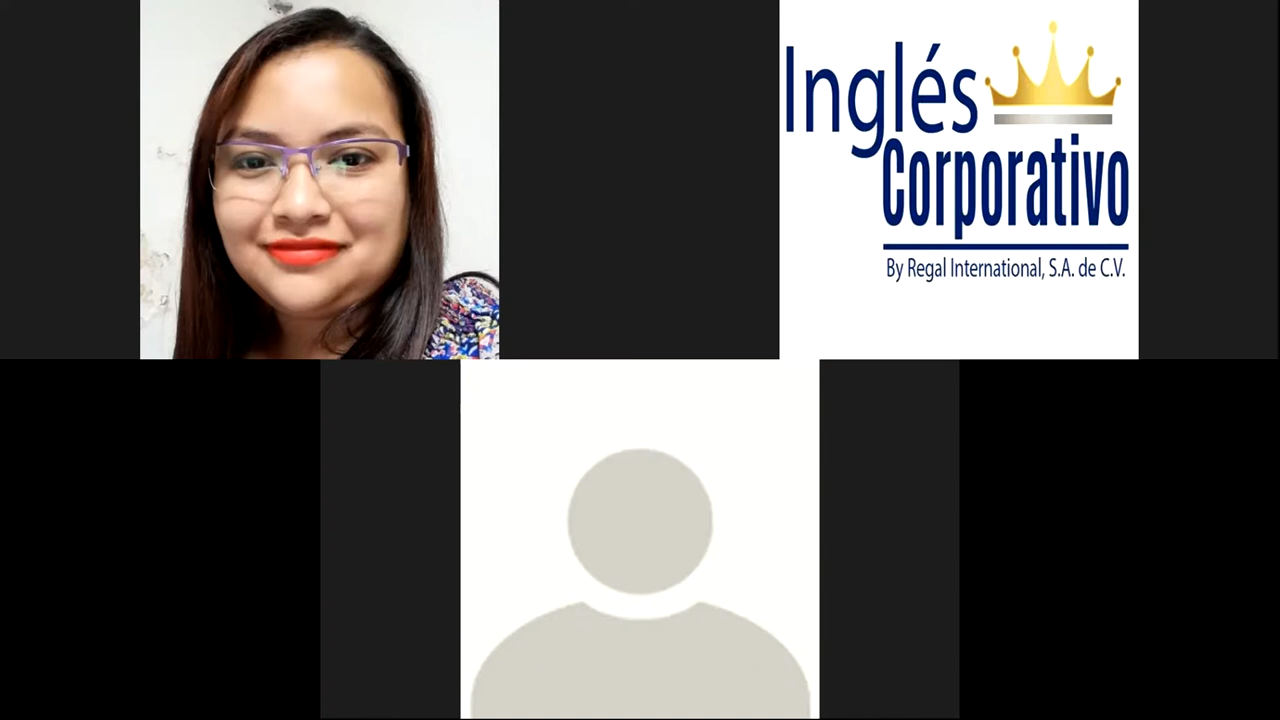 Inglés
Corporativo
By Regal International, S.A. de C.V.